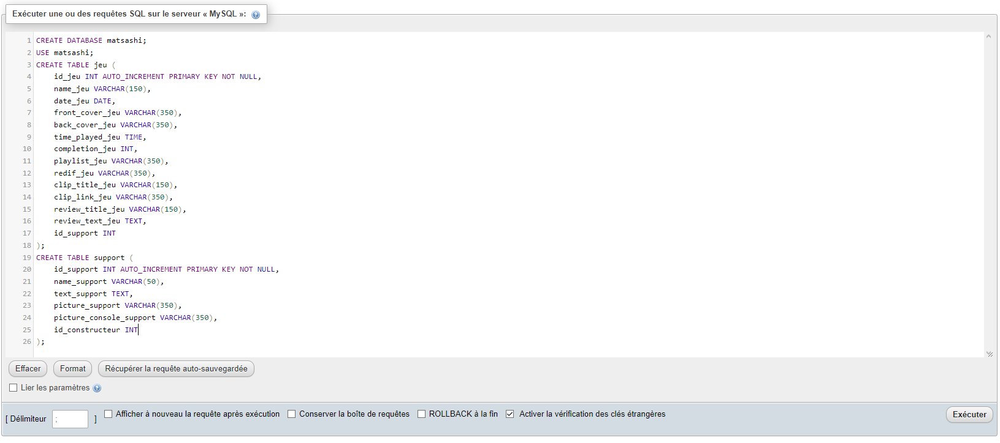 Exécuter une ou des requêtes SQL sur le serveur « MySQL »:
1 CREATE DATABASE matsashi;
2 USE matsashi;
3 CREATE TABLE jeu (
4 id_jeu INT AUTO_INCREMENT PRIMARY KEY NOT NULL,
5 name_jeu VARCHAR(150),
6 date_jeu DATE,
7 front_cover_jeu VARCHAR(350),
8 back_cover_jeu VARCHAR(350),
9 time_played_jeu TIME,
10 completion_jeu INT,
11 playlist_jeu VARCHAR(350),
12 redif_jeu VARCHAR(350),
13 clip_title_jeu VARCHAR(150),
14 clip_link_jeu VARCHAR(350),
15 review_title_jeu VARCHAR(150),
16 review_text_jeu TEXT,
17 id_support INT
18 );
19 CREATE TABLE support (
20 id_support INT AUTO_INCREMENT PRIMARY KEY NOT NULL,
21 name_support VARCHAR(50),
22 text_support TEXT,
23 picture_support VARCHAR(350),
24 picture_console_support VARCHAR(350),
25 id_constructeur INT
26 );
Effacer Format Récupérer la requête auto-sauvegardée
Lier les paramètres
[ Délimiteur ; ] Afficher à nouveau la requête après exécution Conserver la boîte de requêtes ROLLBACK à la fin Activer la vérification des clés étrangères Exécuter